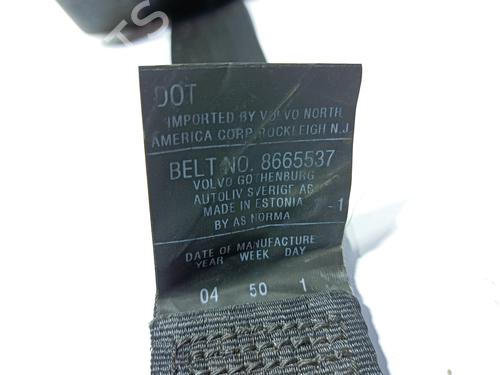 DOT
IMPORTED BY VOLVO NORTH
AMERICA CORP. ROCKLEIGH N.J
BELT NO. 8665537
VOLVO GOTHENBURG
AUTOLIV SVERIGE AB
MADE IN ESTONIA -1
BY AS NORMA
DATE OF MANUFACTURE
YEAR WEEK DAY
04 50 1